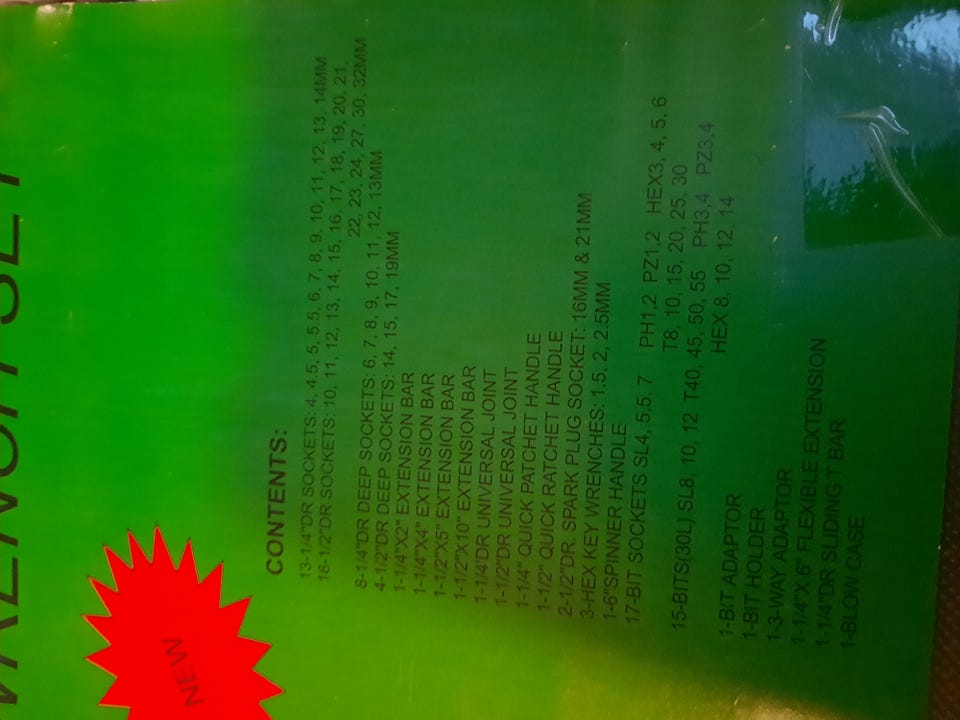 NEW
CONTENTS:
13-1/4"DR SOCKETS: 4, 4.5, 5, 5.5, 6, 7, 8, 9, 10, 11, 12, 13, 14MM
18-1/2"DR SOCKETS: 10, 11, 12, 13, 14, 15, 16, 17, 18, 19, 20, 21,
22, 23, 24, 27, 30, 32MM
8-1/4"DR DEEP SOCKETS: 6, 7, 8, 9, 10, 11, 12, 13MM
4-1/2"DR DEEP SOCKETS: 14, 15, 17, 19MM
1-1/4"X2" EXTENSION BAR
1-1/4"X4" EXTENSION BAR
1-1/2"X5" EXTENSION BAR
1-1/2"X10" EXTENSION BAR
1-1/4"DR UNIVERSAL JOINT
1-1/2"DR UNIVERSAL JOINT
1-1/4" QUICK PATCHET HANDLE
1-1/2" QUICK RATCHET HANDLE
2-1/2"DR. SPARK PLUG SOCKET: 16MM & 21MM
3-HEX KEY WRENCHES: 1.5, 2, 2.5MM
1-6"SPINNER HANDLE
17-BIT SOCKETS SL4, 5.5, 7 PH1,2 PZ1,2 HEX3, 4, 5, 6
T8, 10, 15, 20, 25, 30
15-BITS(30L) SL8, 10, 12 T40, 45, 50, 55 PH3,4 PZ3,4
HEX 8, 10, 12, 14
1-BIT ADAPTOR
1-BIT HOLDER
1-3-WAY ADAPTOR
1-1/4"X 6" FLEXIBLE EXTENSION
1-1/4"DR SLIDING T BAR
1-BLOW CASE